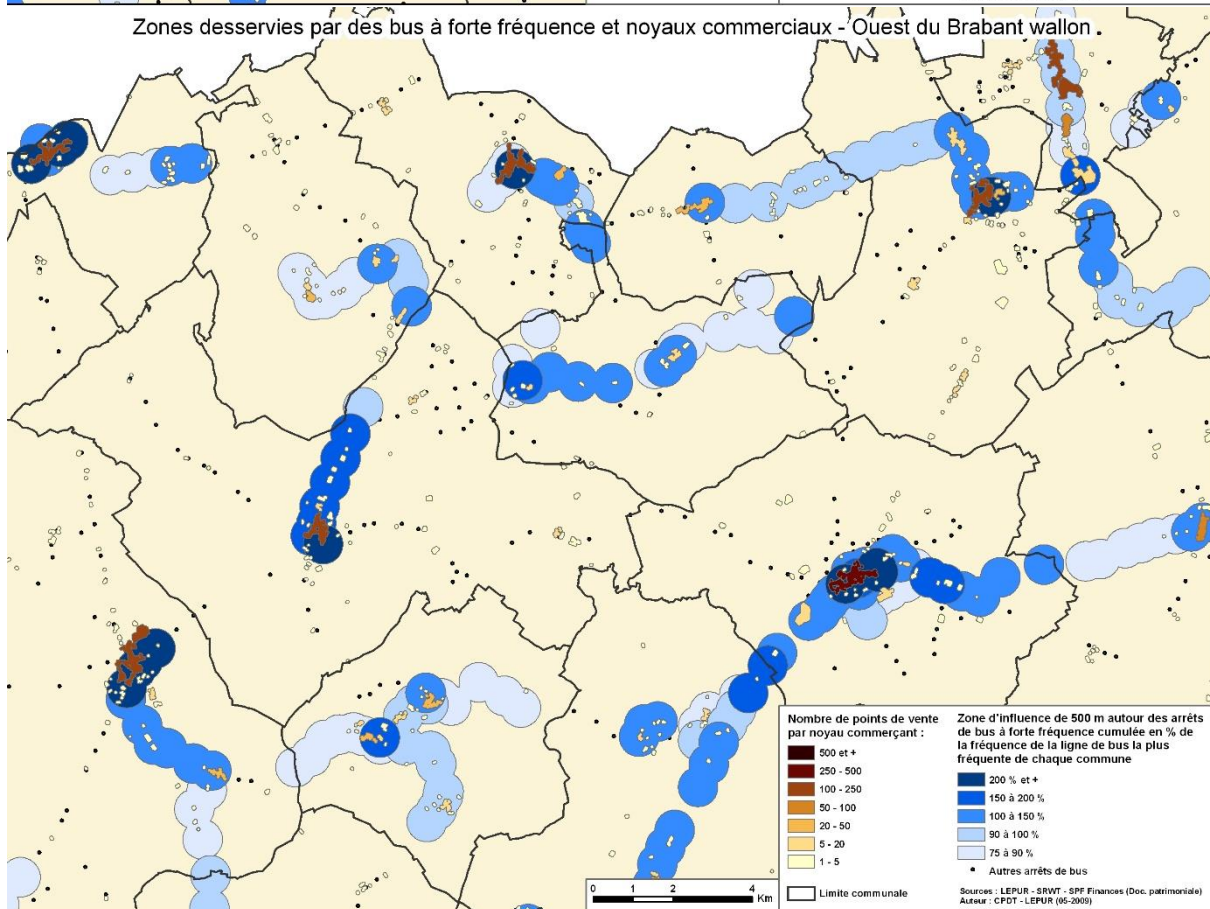 Zones desservies par des bus à forte fréquence et noyaux commerciaux - Ouest du Brabant wallon
Nombre de points de vente
par noyau commerçant :
500 et +
250 - 500
100 - 250
50 - 100
20 - 50
5 - 20
1 - 5
Limite communale
Zone d'influence de 500 m autour des arrêts
de bus à forte fréquence cumulée en % de
la fréquence de la ligne de bus la plus
fréquente de chaque commune
200 % et +
150 à 200 %
100 à 150 %
90 à 100 %
75 à 90 %
Autres arrêts de bus
Sources : LEPUR - SRWT - SPF Finances (Doc. patrimoniale)
Auteur : CPDT - LEPUR (05-2009)
0 1 2 4
Km